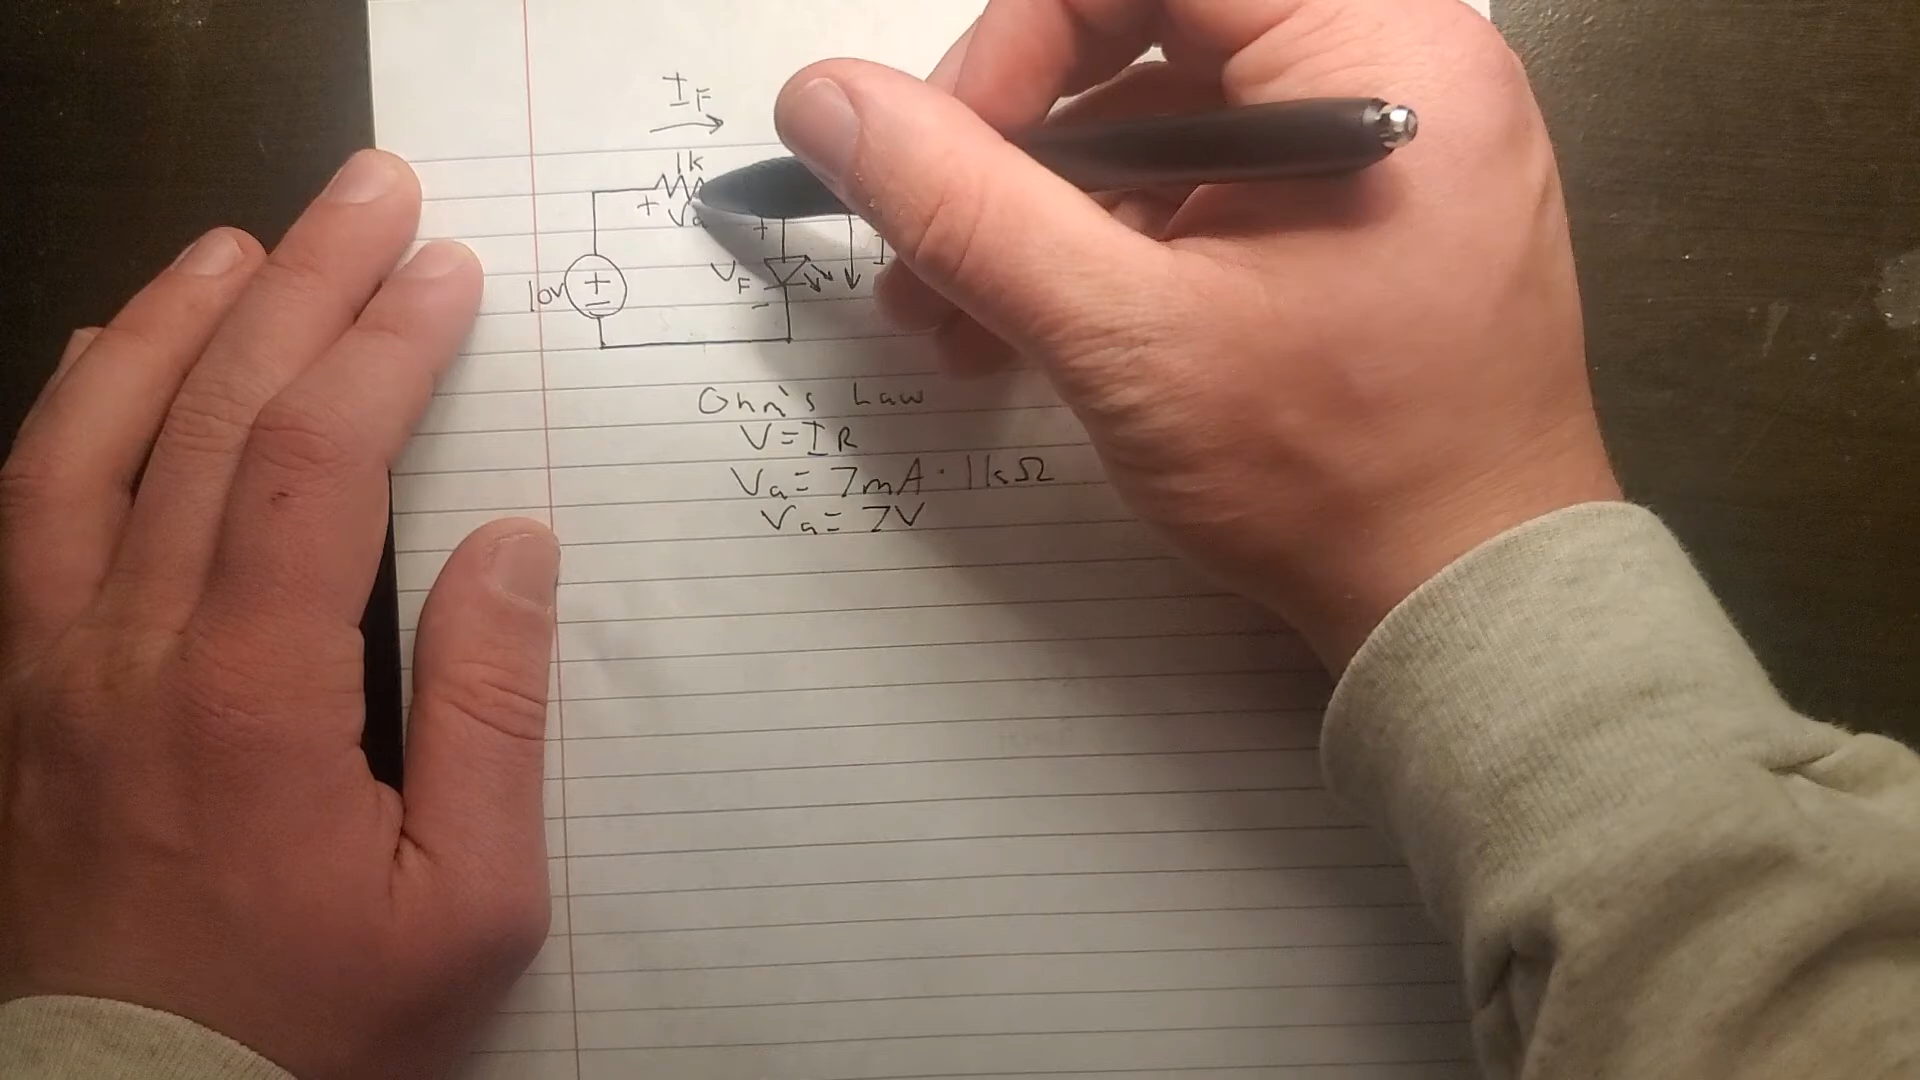 IF
1k
+ Va
+
VF
10v
+
-
I
Ohm's Law
V=IR
Va= 7mA·1kΩ
Va= 7V